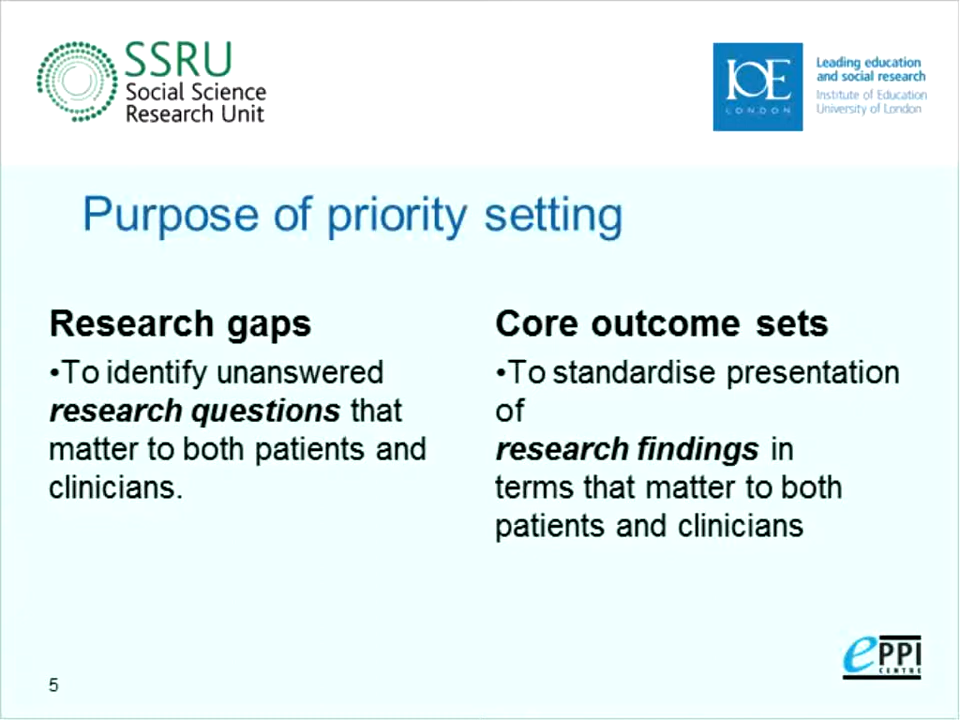 SSRU
Social Science
Research Unit
IOE
LONDON
Leading education
and social research
Institute of Education
University of London
Purpose of priority setting
Research gaps
•To identify unanswered
research questions that
matter to both patients and
clinicians.
Core outcome sets
•To standardise presentation
of
research findings in
terms that matter to both
patients and clinicians
5
ePPI
CENTRE